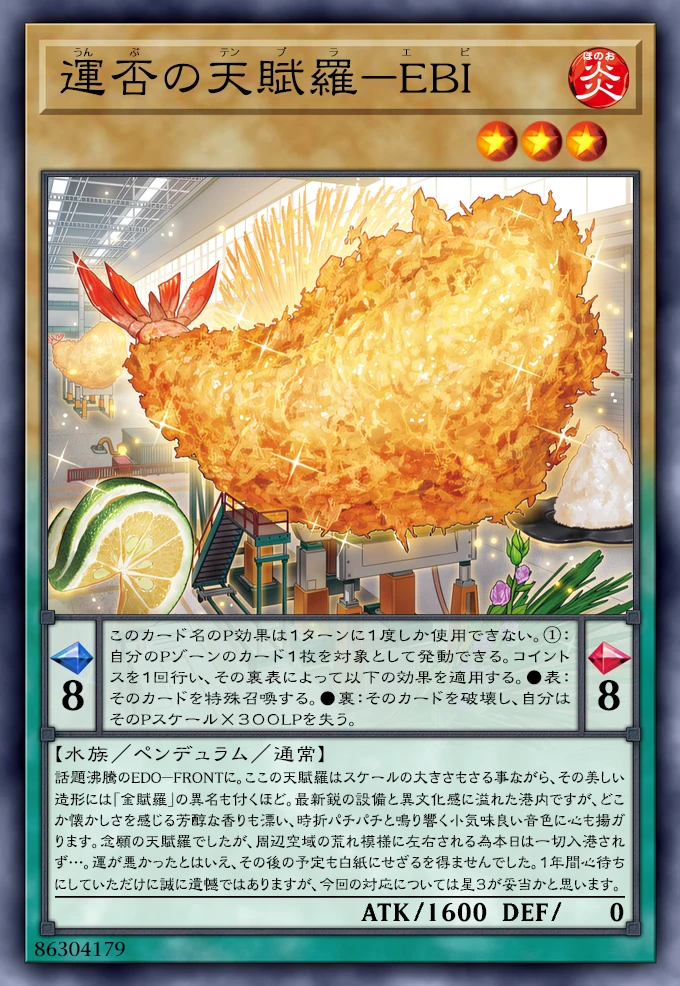 うんぷ テンプラ エビ
運否の天賦羅－EBI
ほのお
炎
このカード名のP効果は1ターンに1度しか使用できない。①：
自分のPゾーンのカード1枚を対象として発動できる。コイント
スを1回行い、その裏表によって以下の効果を適用する。●表：
そのカードを特殊召喚する。●裏：そのカードを破壊し、自分は
そのPスケール×300LPを失う。
8
8
【水族／ペンデュラム／通常】
話題沸騰のEDO－FRONTに。ここの天賦羅はスケールの大きさもさる事ながら、その美しい
造形には「金賦羅」の異名も付くほど。最新鋭の設備と異文化感に溢れた港内ですが、どこ
か懐かしさを感じる芳醇な香りも漂い、時折パチパチと鳴り響く小気味良い音色に心も揚が
ります。念願の天賦羅でしたが、周辺空域の荒れ模様に左右される為本日は一切入港され
ず…。運が悪かったとはいえ、その後の予定も白紙にせざるを得ませんでした。1年間心待ち
にしていただけに誠に遺憾ではありますが、今回の対応については星3が妥当かと思います。
ATK/1600 DEF/ 0
86304179